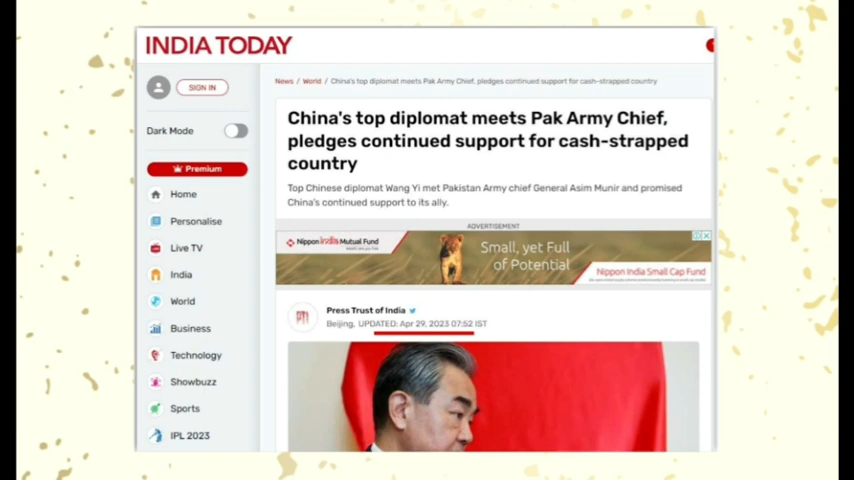 INDIA TODAY
SIGN IN
Dark Mode
Premium
Home
Personalise
Live TV
India
World
Business
Technology
Showbuzz
Sports
IPL 2023
News / World / China's top diplomat meets Pak Army Chief, pledges continued support for cash-strapped country
China's top diplomat meets Pak Army Chief,
pledges continued support for cash-strapped
country
Top Chinese diplomat Wang Yi met Pakistan Army chief General Asim Munir and promised
China's continued support to its ally.
ADVERTISEMENT
Nippon india Mutual Fund
Small, yet Full
of Potential
Nippon India Small Cap Fund
Press Trust of India
Beijing, UPDATED: Apr 29, 2023 07:52 IST